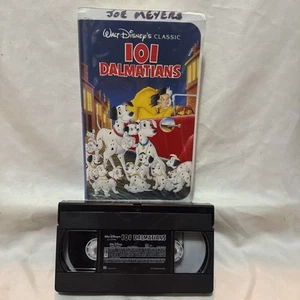 JOE MEYERS
WALT DISNEY'S CLASSIC
101
DALMATIANS
101 DALMATIANS